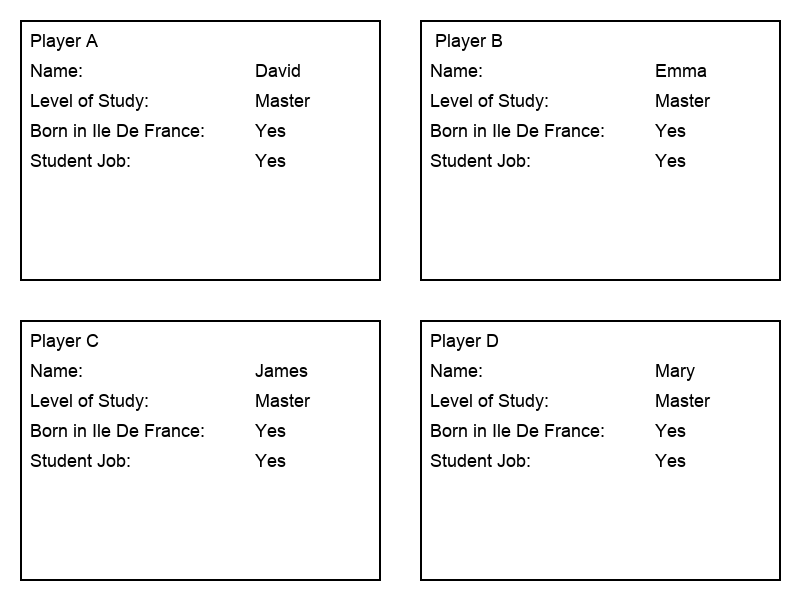 Player A
Name: David
Level of Study: Master
Born in Ile De France: Yes
Student Job: Yes
Player B
Name: Emma
Level of Study: Master
Born in Ile De France: Yes
Student Job: Yes
Player C
Name: James
Level of Study: Master
Born in Ile De France: Yes
Student Job: Yes
Player D
Name: Mary
Level of Study: Master
Born in Ile De France: Yes
Student Job: Yes